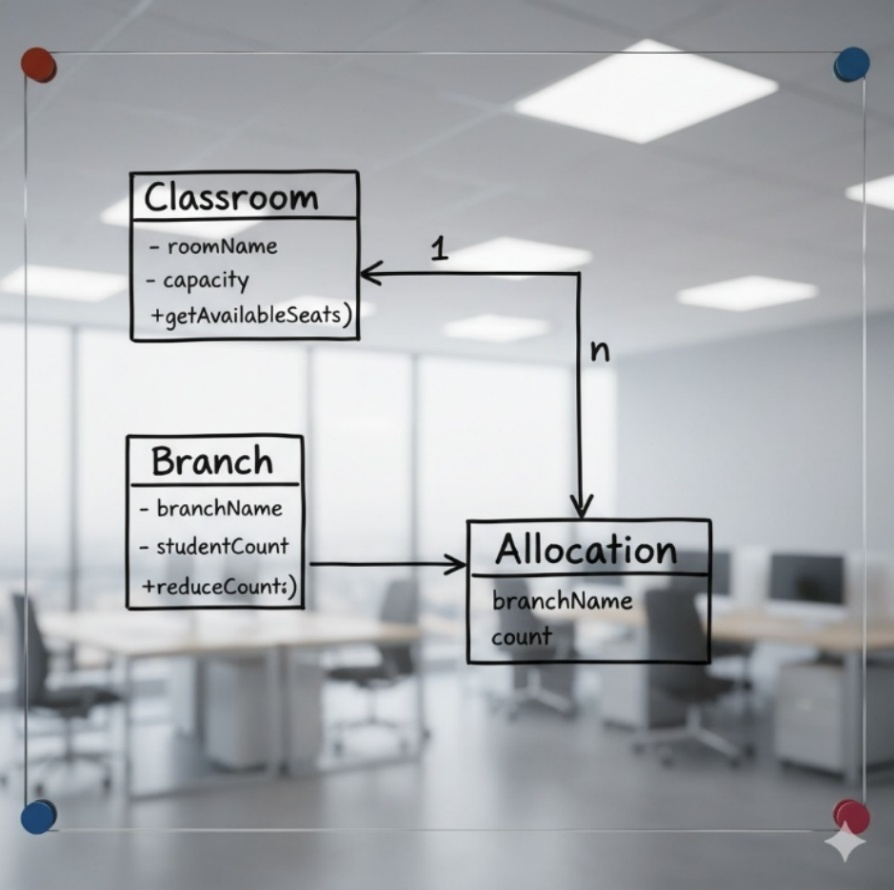 Classroom
- roomName
- capacity
+getAvailableSeats)
1
n
Branch
- branchName
- studentCount
+reduceCount:)
Allocation
branchName
count